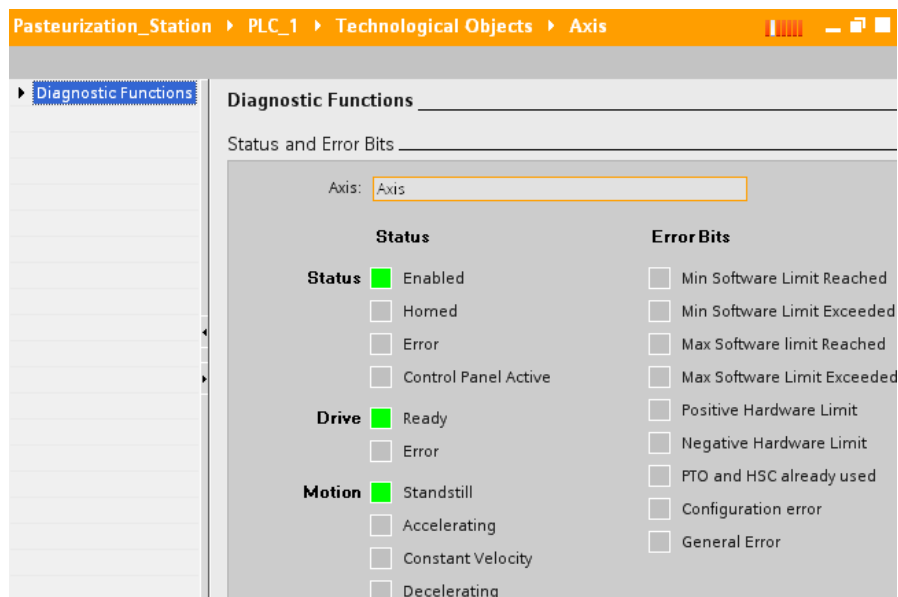 Pasteurization_Station ▸ PLC_1 ▸ Technological Objects ▸ Axis
Diagnostic Functions
Diagnostic Functions
Status and Error Bits
Axis: Axis
Status
Error Bits
Status Enabled
Min Software Limit Reached
Homed
Min Software Limit Exceeded
Error
Max Software limit Reached
Control Panel Active
Max Software Limit Exceeded
Drive Ready
Positive Hardware Limit
Error
Negative Hardware Limit
Motion Standstill
PTO and HSC already used
Accelerating
Configuration error
Constant Velocity
General Error
Decelerating